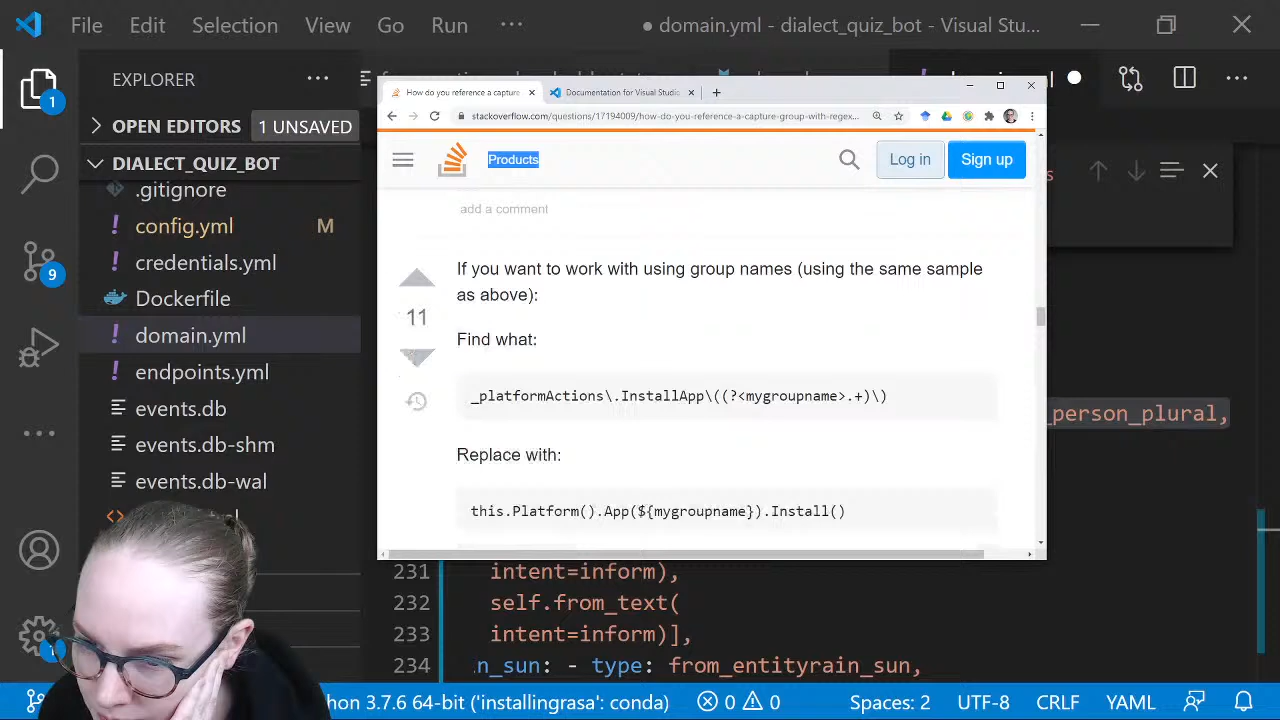 File Edit Selection View Go Run ··· ● domain.yml - dialect_quiz_bot - Visual Stu...
EXPLORER ···
1
OPEN EDITORS 1 UNSAVED
DIALECT_QUIZ_BOT
.gitignore
config.yml M
credentials.yml
9
Dockerfile
domain.yml
endpoints.yml
events.db
events.db-shm
events.db-wal
How do you reference a capture
Documentation for Visual Studio
stackoverflow.com/questions/17194009/how-do-you-reference-a-capture-group-with-regex...
Products
Log in Sign up
add a comment
If you want to work with using group names (using the same sample
as above):
11
Find what:
_platformActions\.InstallApp\((?<mygroupname>.+)\)
Replace with:
this.Platform().App(${mygroupname}).Install()
_person_plural,
231 intent=inform),
232 self.from_text(
233 intent=inform)],
234 n_sun: - type: from_entityrain_sun,
hon 3.7.6 64-bit ('installingrasa': conda) 0 0 Spaces: 2 UTF-8 CRLF YAML